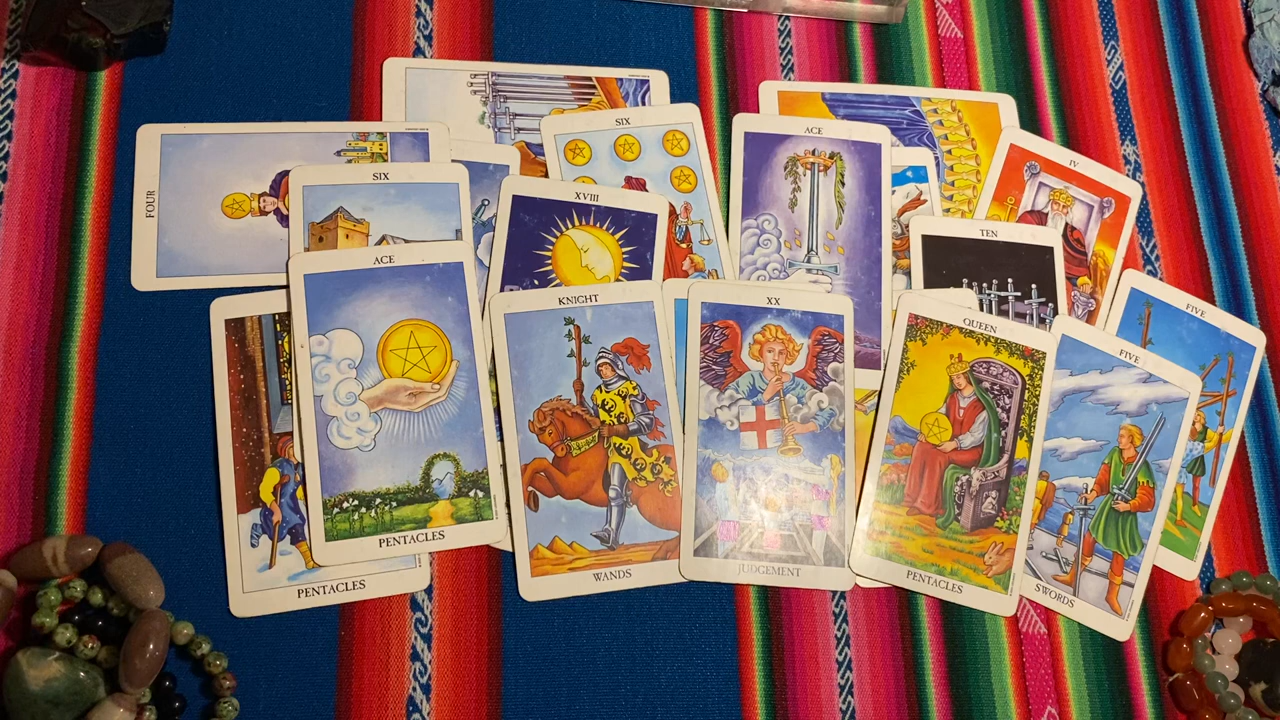 FOUR
SIX
ACE
PENTACLES
PENTACLES
SIX
XVIII
KNIGHT
WANDS
XX
JUDGEMENT
ACE
IV
TEN
QUEEN
PENTACLES
FIVE
SWORDS
FIVE